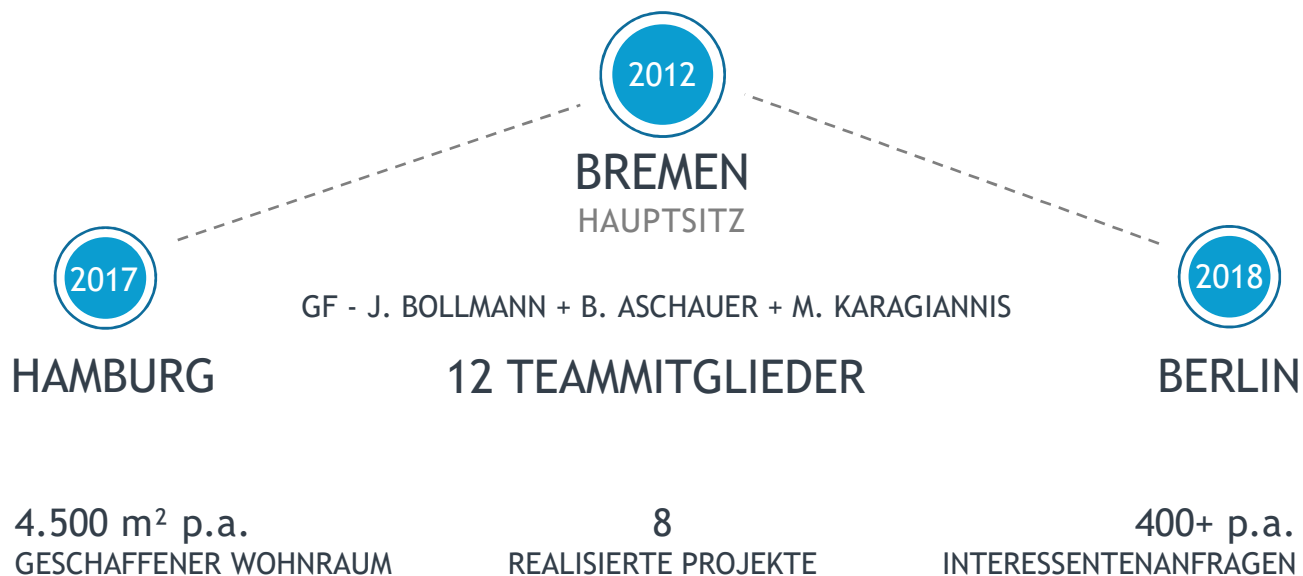 2012
BREMEN
HAUPTSITZ
2017
2018
GF - J. BOLLMANN + B. ASCHAUER + M. KARAGIANNIS
HAMBURG
12 TEAMMITGLIEDER
BERLIN
4.500 m² p.a.
GESCHAFFENER WOHNRAUM
8
REALISIERTE PROJEKTE
400+ p.a.
INTERESSENTENANFRAGEN